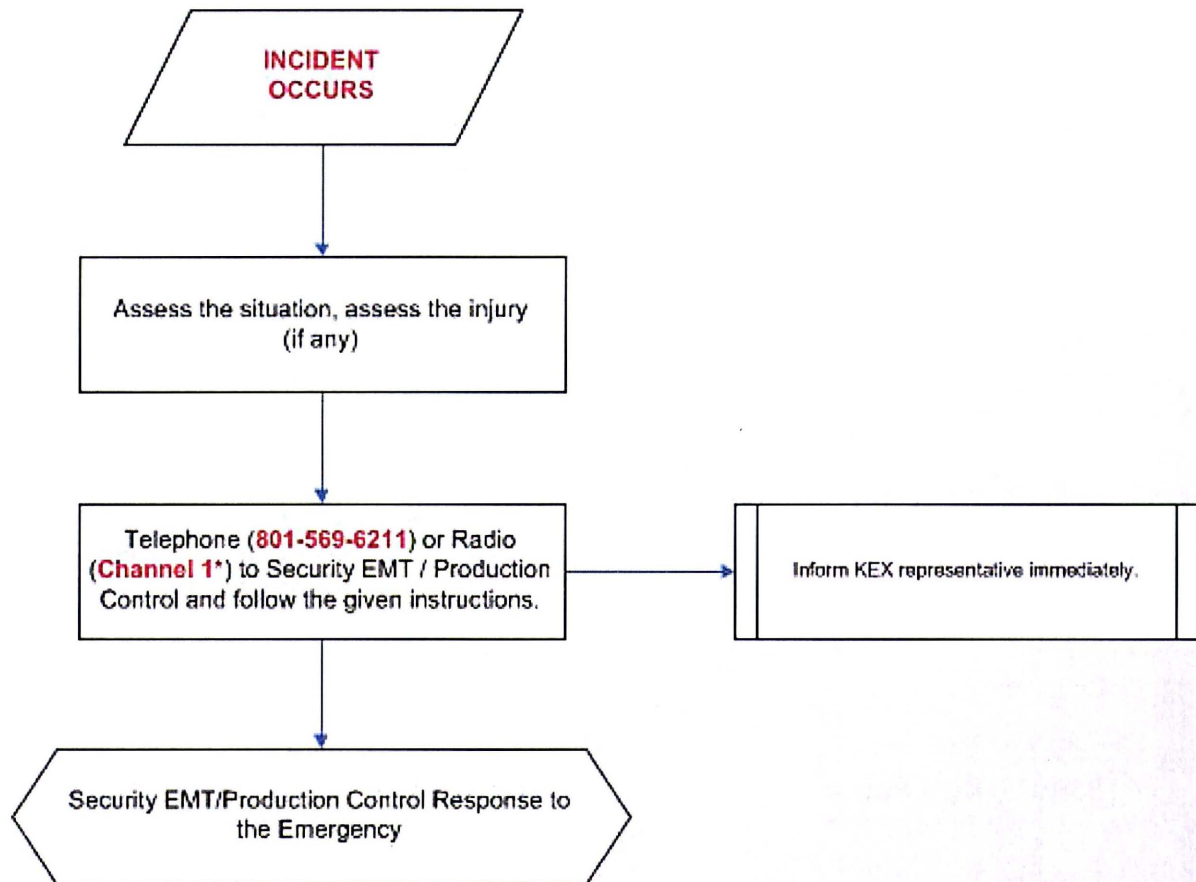 INCIDENT
OCCURS
Assess the situation, assess the injury
(if any)
Telephone (801-569-6211) or Radio
(Channel 1*) to Security EMT / Production
Control and follow the given instructions.
Inform KEX representative immediately.
Security EMT/Production Control Response to
the Emergency